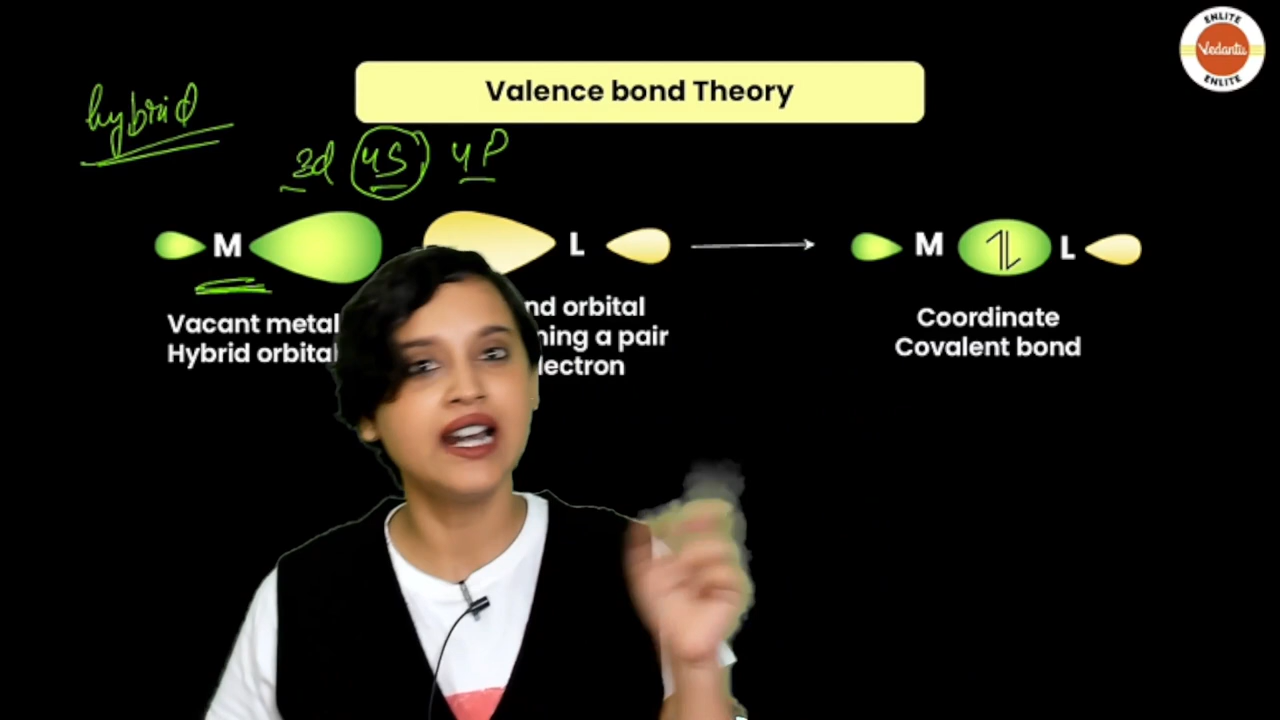 ENLITE
Vedantu
ENLITE
Valence bond Theory
hybrid
3d 4S 4P
M L M L
Vacant metal
Hybrid orbital
nd orbital
ning a pair
lectron
Coordinate
Covalent bond